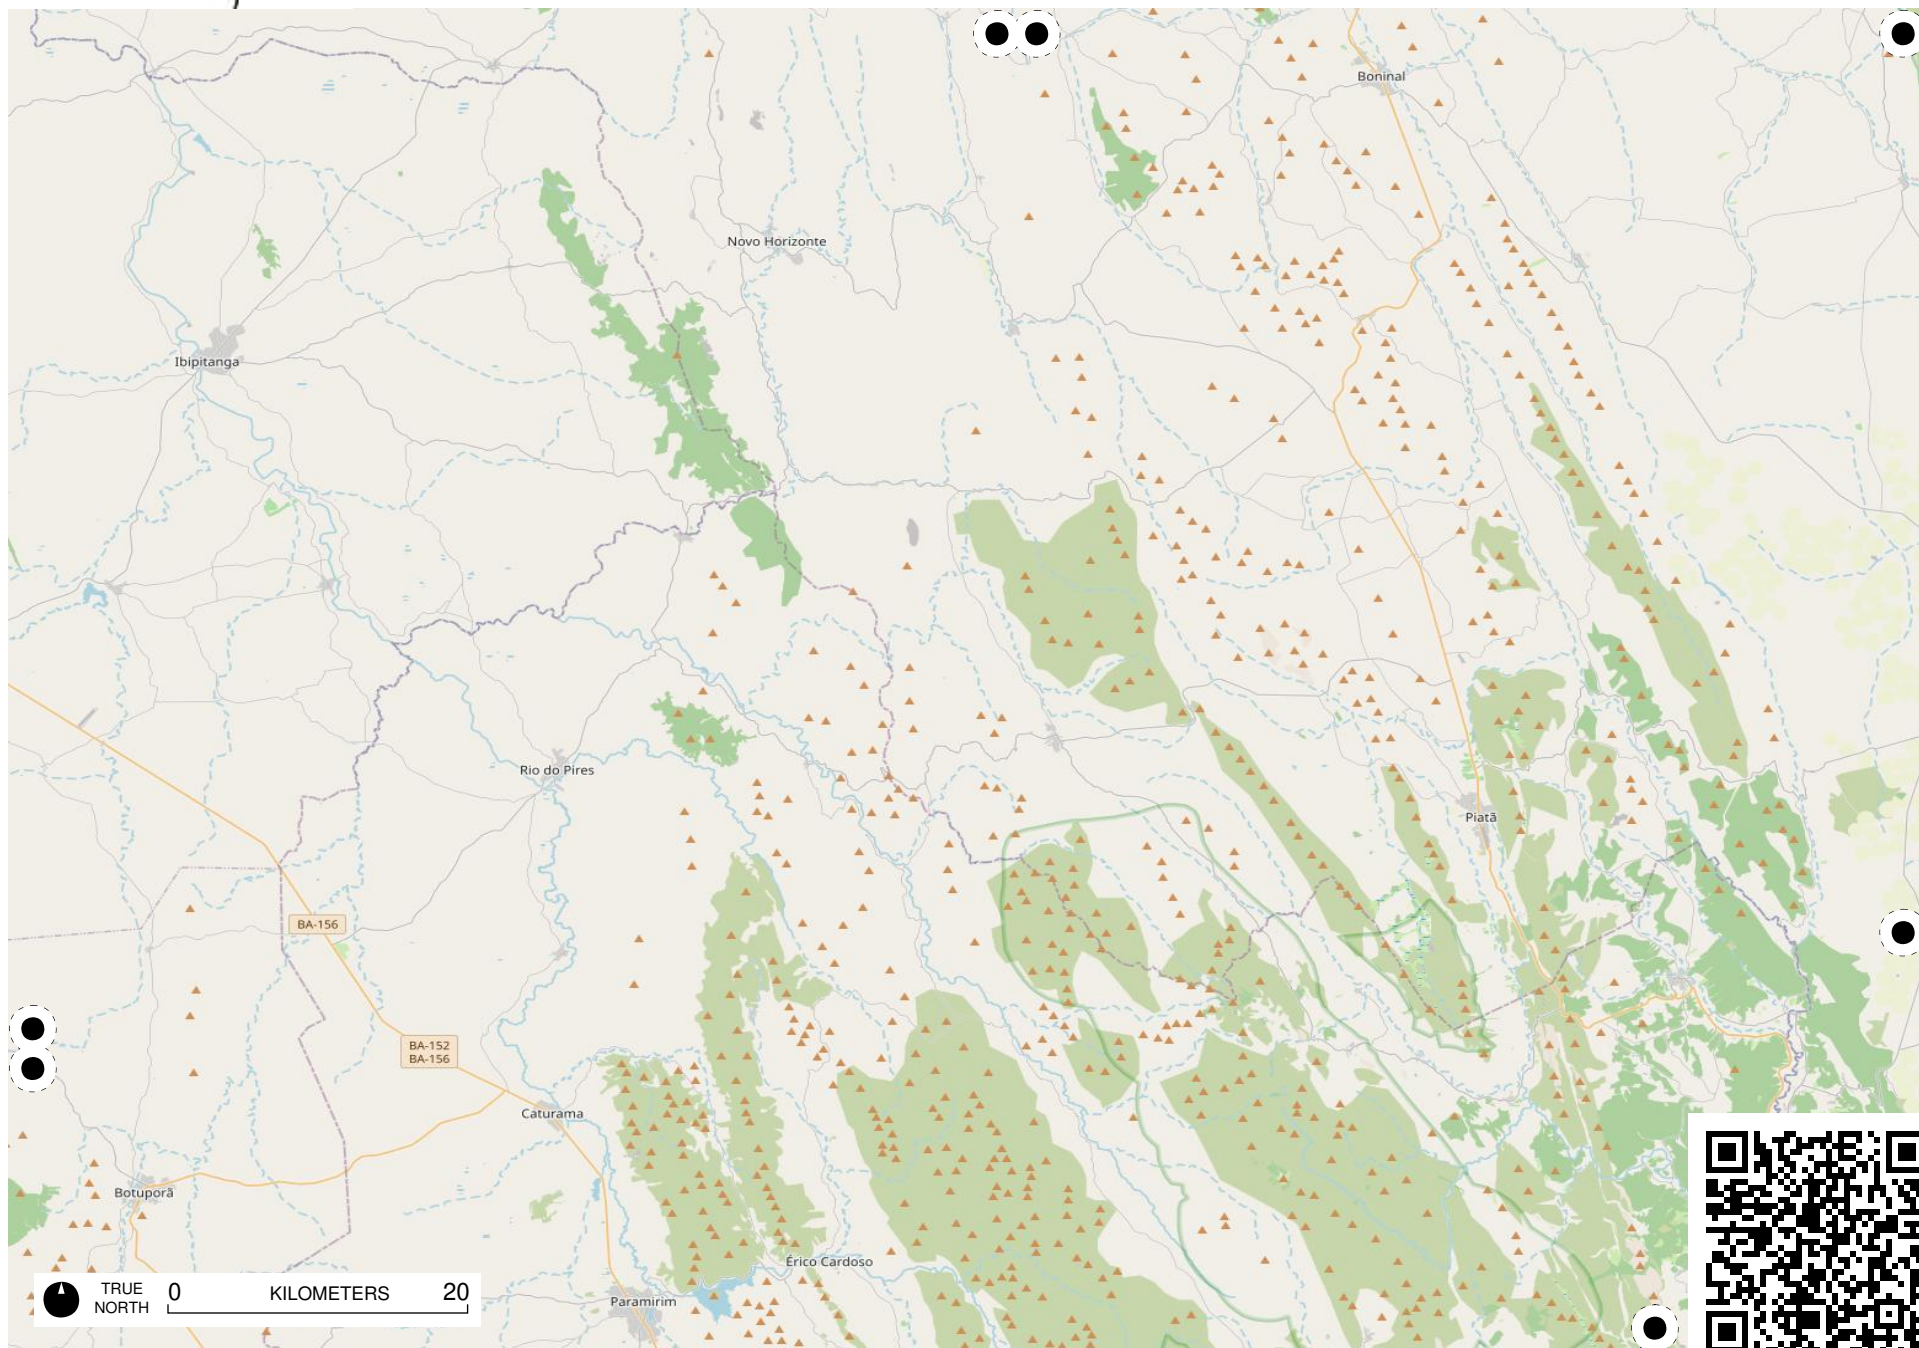 Boninal
Novo Horizonte
Ibipitanga
Rio do Pires
Piatã
BA-156
BA-152
BA-156
Caturama
Botuporã
Érico Cardoso
Paramirim
TRUE
NORTH
0 KILOMETERS 20